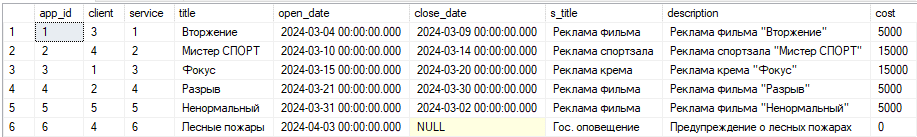 app_id client service title open_date close_date s_title description cost
1 1 3 1 Вторжение 2024-03-04 00:00:00.000 2024-03-09 00:00:00.000 Реклама фильма Реклама фильма "Вторжение" 5000
2 2 4 2 Мистер СПОРТ 2024-03-10 00:00:00.000 2024-03-14 00:00:00.000 Реклама спортзала Реклама спортзала "Мистер СПОРТ" 15000
3 3 1 3 Фокус 2024-03-15 00:00:00.000 2024-03-20 00:00:00.000 Реклама крема Реклама крема "Фокус" 15000
4 4 2 4 Разрыв 2024-03-21 00:00:00.000 2024-03-30 00:00:00.000 Реклама фильма Реклама фильма "Разрыв" 5000
5 5 5 5 Ненормальный 2024-03-31 00:00:00.000 2024-03-02 00:00:00.000 Реклама фильма Реклама фильма "Ненормальный" 5000
6 6 4 6 Лесные пожары 2024-04-03 00:00:00.000 NULL Гос. оповещение Предупреждение о лесных пожарах 0